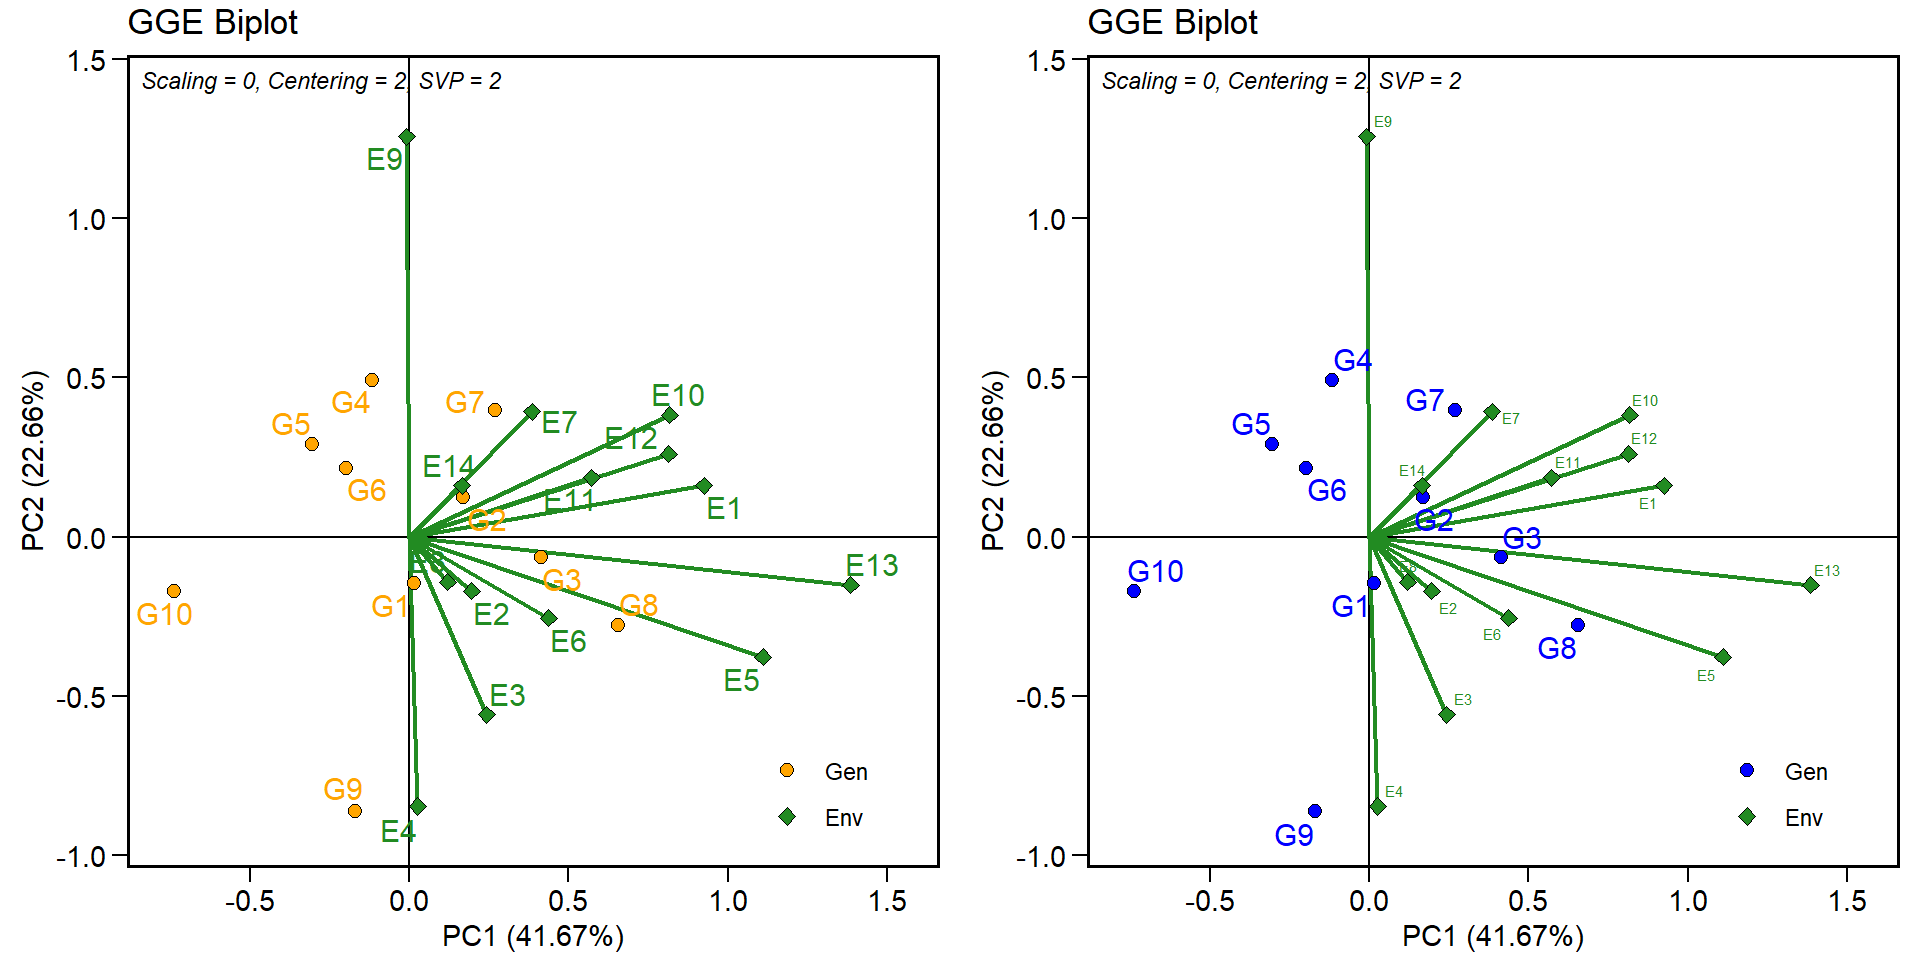 GGE Biplot
Scaling = 0, Centering = 2, SVP = 2
1.5
1.0
0.5
0.0
-0.5
-1.0
PC2 (22.66%)
E9
G4
G5
G6
G7
E7
E10
E12
E14
E11
G2
E1
E13
G3
G8
G10
G1
E2
E6
E5
E3
G9
E4
Gen
Env
-0.5
0.0
0.5
1.0
1.5
PC1 (41.67%)
GGE Biplot
Scaling = 0, Centering = 2, SVP = 2
1.5
1.0
0.5
0.0
-0.5
-1.0
PC2 (22.66%)
E9
G4
G7
G5
G6
E7
E10
E12
E11
E14
E1
G2
G3
E13
G10
G1
E2
E6
G8
E5
E3
E4
G9
Gen
Env
-0.5
0.0
0.5
1.0
1.5
PC1 (41.67%)